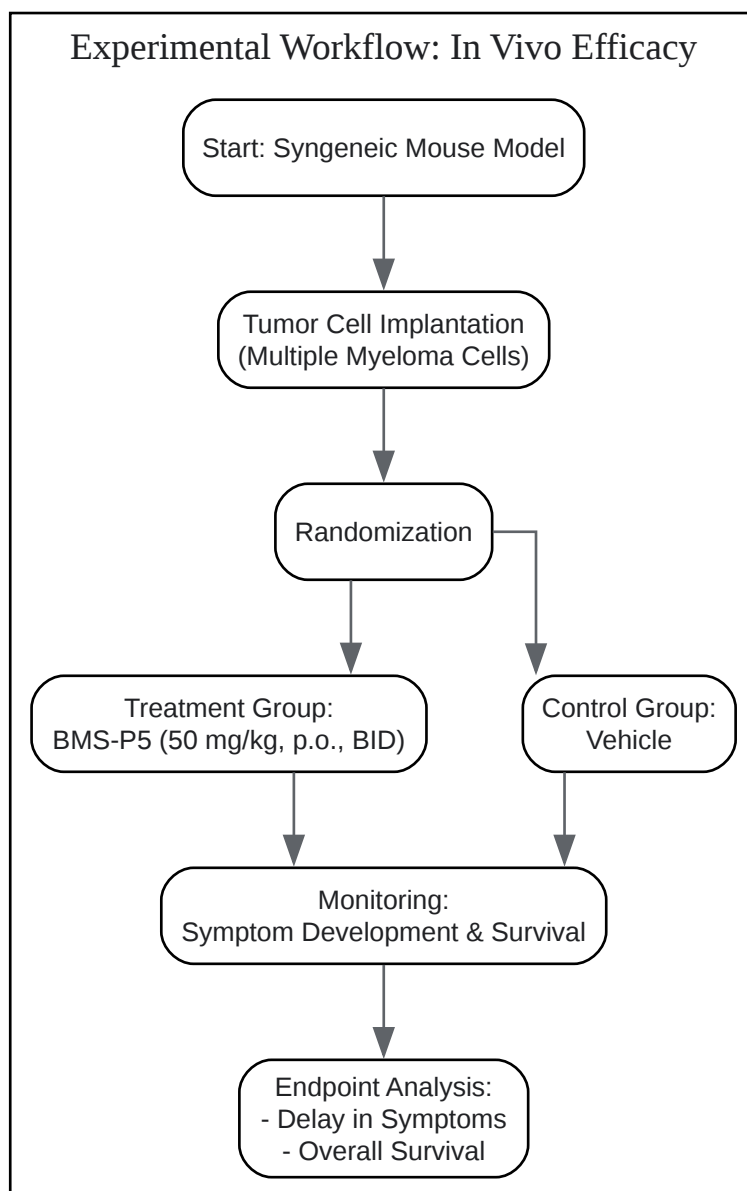 Experimental Workflow: In Vivo Efficacy
Start: Syngeneic Mouse Model
Tumor Cell Implantation
(Multiple Myeloma Cells)
Randomization
Treatment Group:
BMS-P5 (50 mg/kg, p.o., BID)
Control Group:
Vehicle
Monitoring:
Symptom Development & Survival
Endpoint Analysis:
- Delay in Symptoms
- Overall Survival